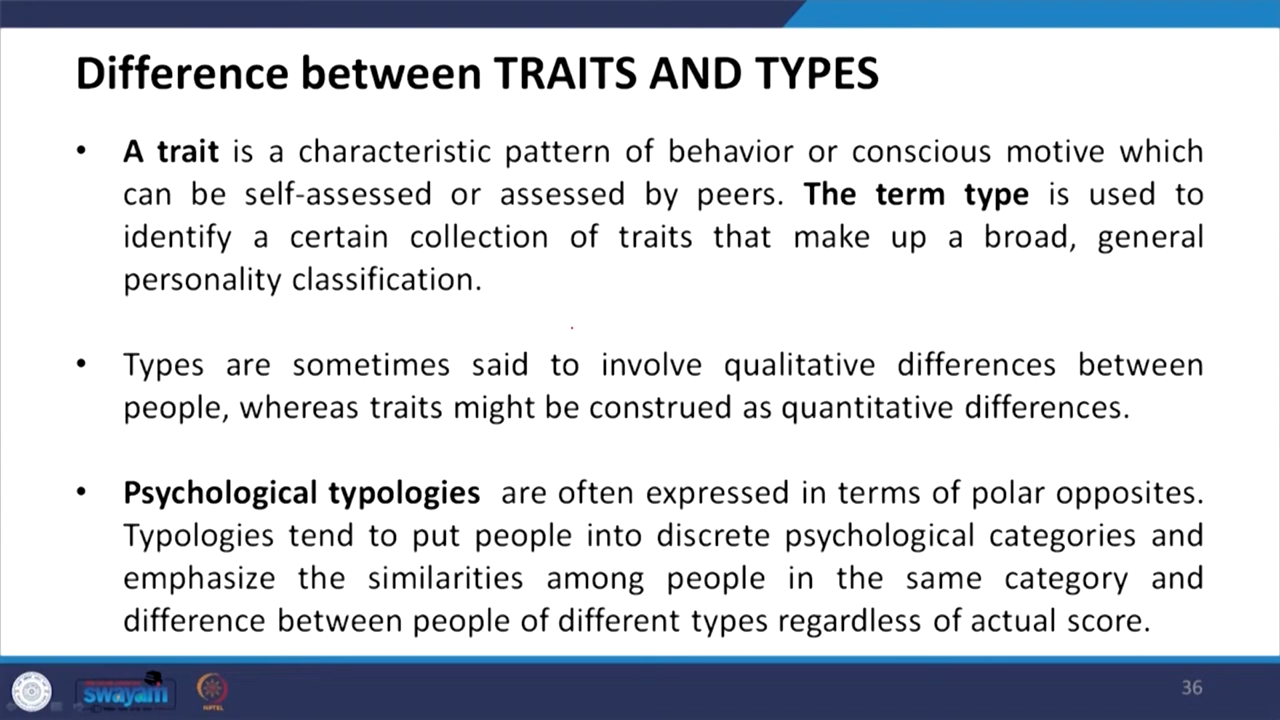 Difference between TRAITS AND TYPES
• A trait is a characteristic pattern of behavior or conscious motive which
can be self-assessed or assessed by peers. The term type is used to
identify a certain collection of traits that make up a broad, general
personality classification.
• Types are sometimes said to involve qualitative differences between
people, whereas traits might be construed as quantitative differences.
• Psychological typologies are often expressed in terms of polar opposites.
Typologies tend to put people into discrete psychological categories and
emphasize the similarities among people in the same category and
difference between people of different types regardless of actual score.
swayam
36